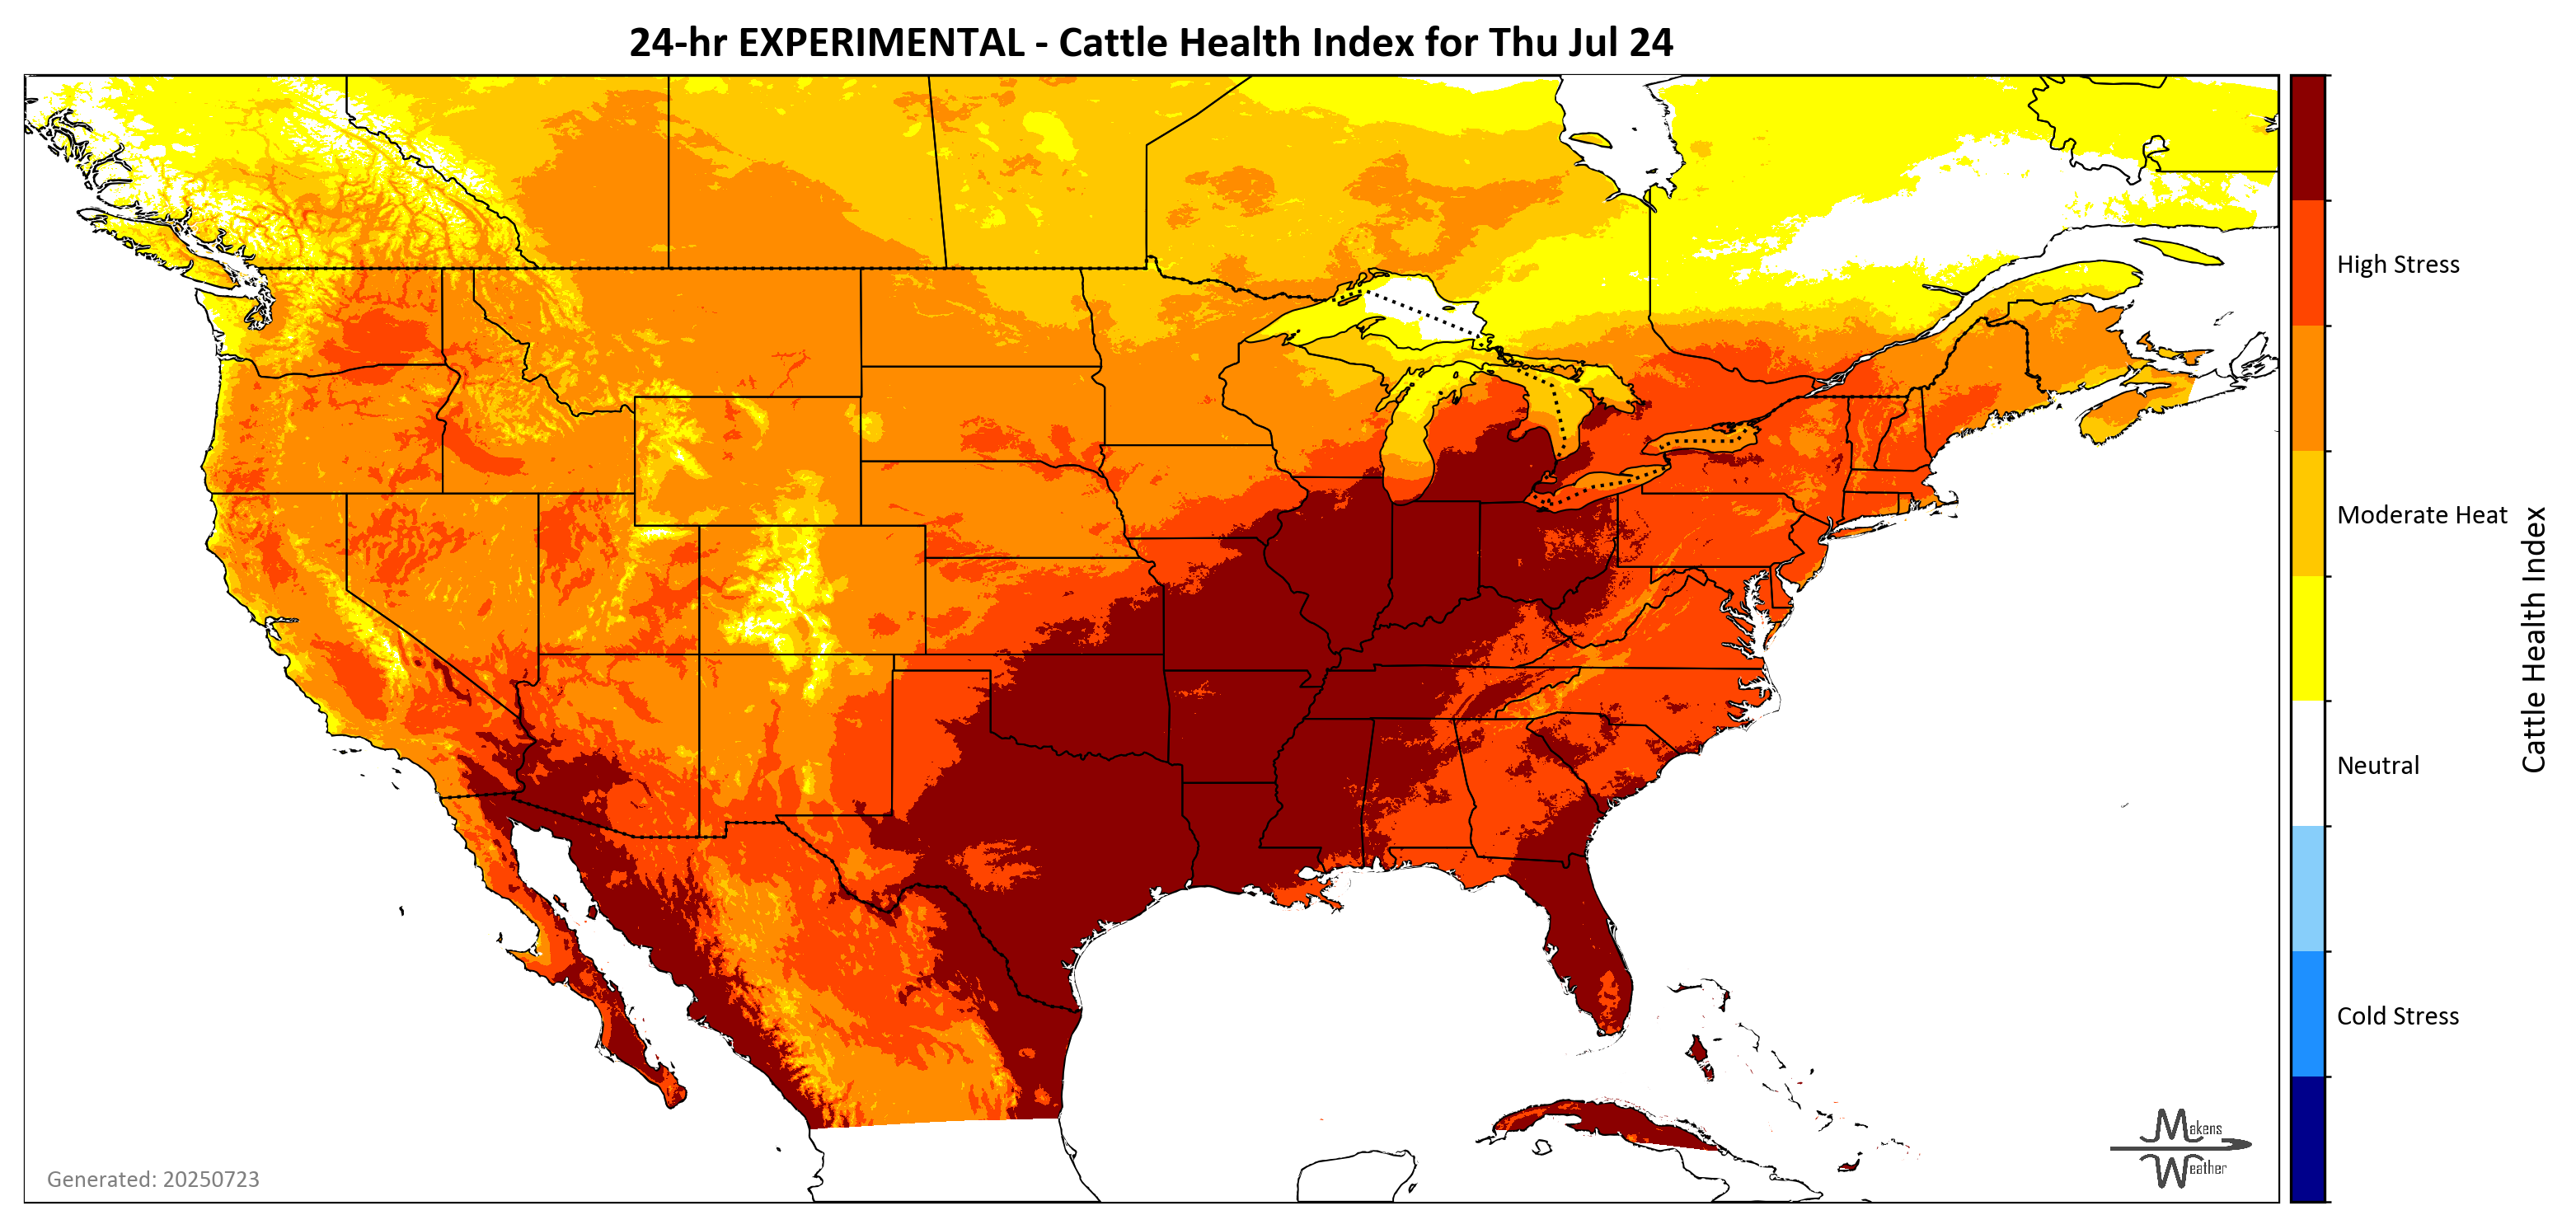 24-hr EXPERIMENTAL - Cattle Health Index for Thu Jul 24
High Stress
Moderate Heat
Neutral
Cold Stress
Cattle Health Index
Makens
Weather
Generated: 20250723